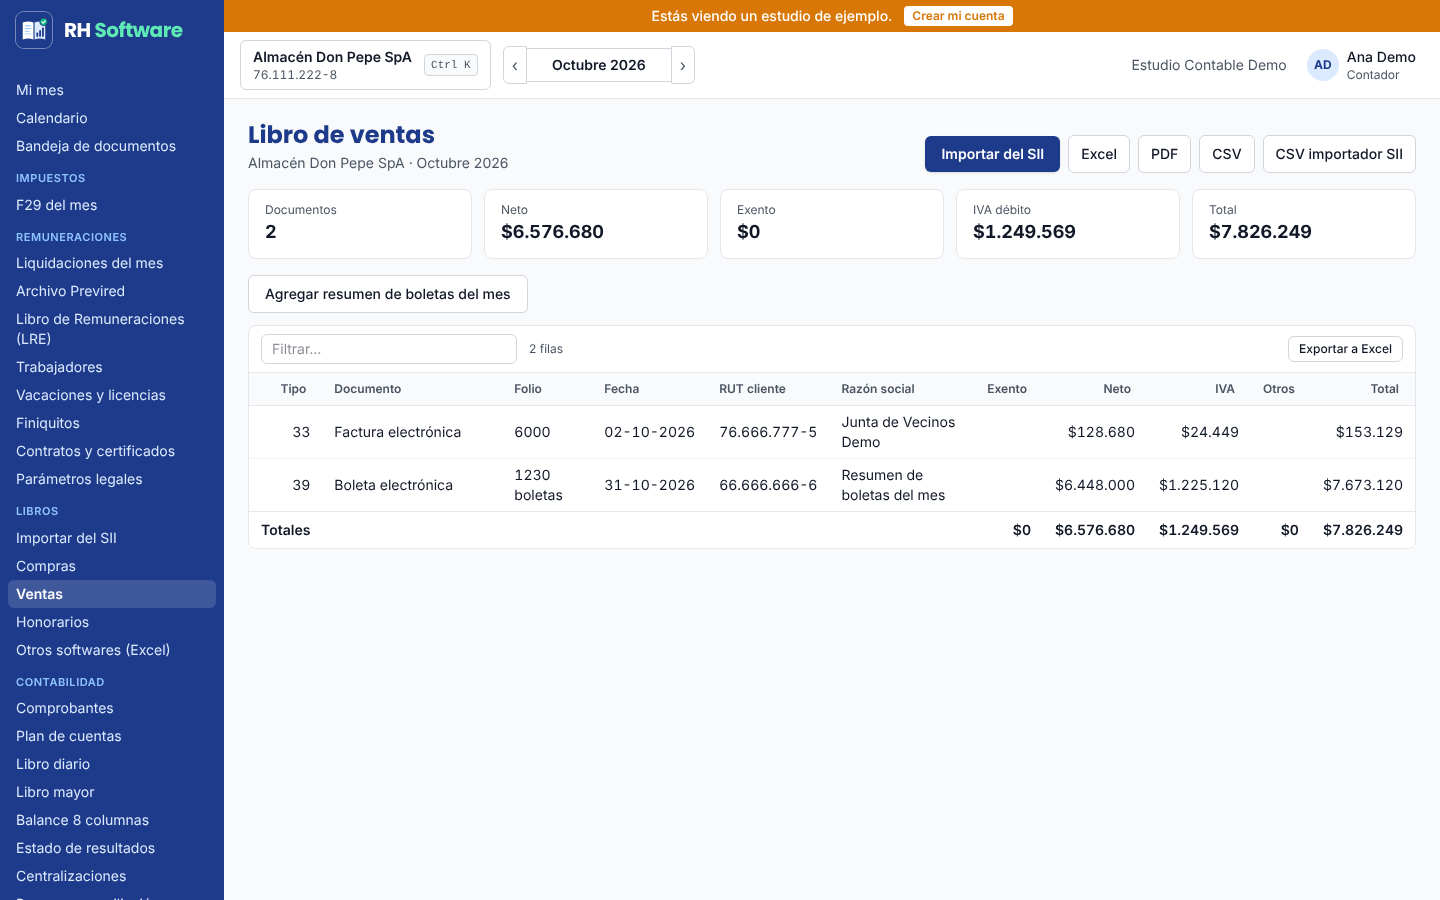 Estás viendo un estudio de ejemplo. Crear mi cuenta
RH Software
Almacén Don Pepe SpA
76.111.222-8
Ctrl K
‹ Octubre 2026 ›
Estudio Contable Demo
AD
Ana Demo
Contador
Mi mes
Calendario
Bandeja de documentos
IMPUESTOS
F29 del mes
REMUNERACIONES
Liquidaciones del mes
Archivo Previred
Libro de Remuneraciones
(LRE)
Trabajadores
Vacaciones y licencias
Finiquitos
Contratos y certificados
Parámetros legales
LIBROS
Importar del SII
Compras
Ventas
Honorarios
Otros softwares (Excel)
CONTABILIDAD
Comprobantes
Plan de cuentas
Libro diario
Libro mayor
Balance 8 columnas
Estado de resultados
Centralizaciones
Libro de ventas
Almacén Don Pepe SpA · Octubre 2026
Importar del SII Excel PDF CSV CSV importador SII
Documentos Neto Exento IVA débito Total
2 $6.576.680 $0 $1.249.569 $7.826.249
Agregar resumen de boletas del mes
Filtrar... 2 filas Exportar a Excel
Tipo Documento Folio Fecha RUT cliente Razón social Exento Neto IVA Otros Total
33 Factura electrónica 6000 02-10-2026 76.666.777-5 Junta de Vecinos Demo $128.680 $24.449 $153.129
39 Boleta electrónica 1230 boletas 31-10-2026 66.666.666-6 Resumen de boletas del mes $6.448.000 $1.225.120 $7.673.120
Totales $0 $6.576.680 $1.249.569 $0 $7.826.249